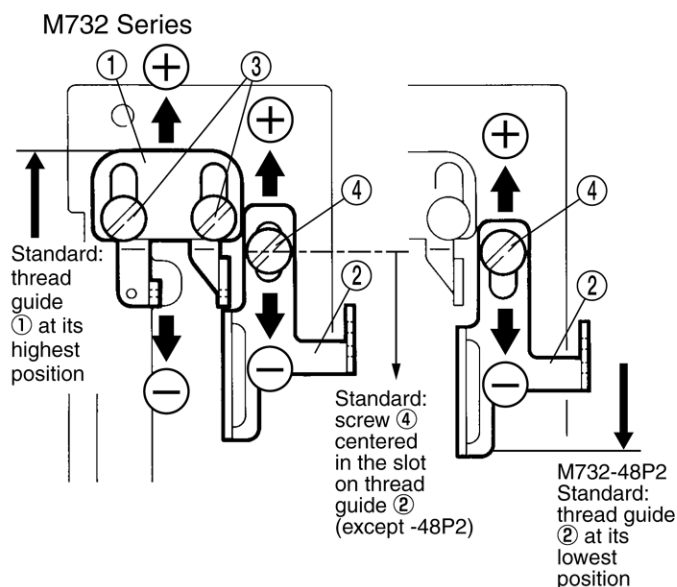 M732 Series
① ③
④
②
④
②
Standard:
thread
guide
① at its
highest
position
Standard:
screw ④
centered
in the slot
on thread
guide ②
(except -48P2)
M732-48P2
Standard:
thread guide
② at its
lowest
position